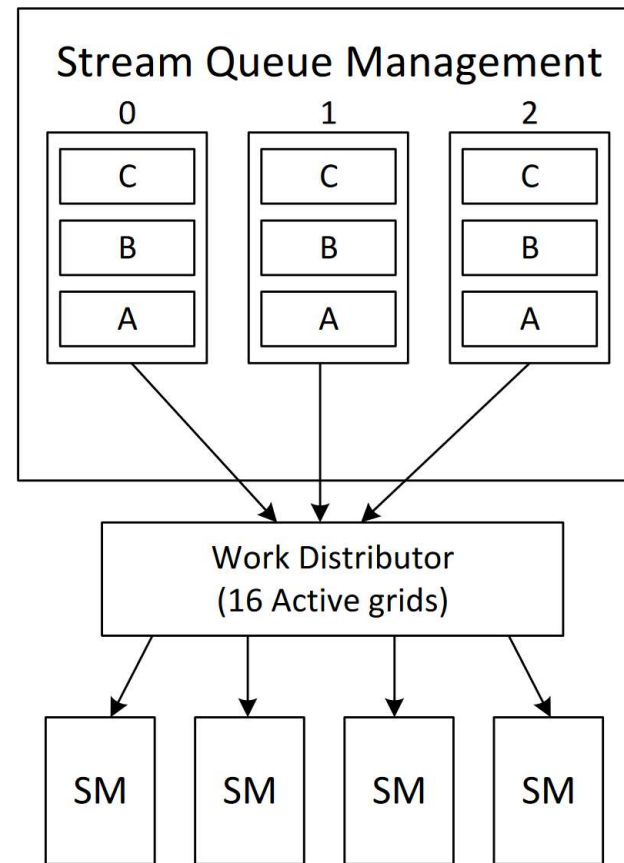 Stream Queue Management
0 1 2
C C C
B B B
A A A
Work Distributor
(16 Active grids)
SM SM SM SM